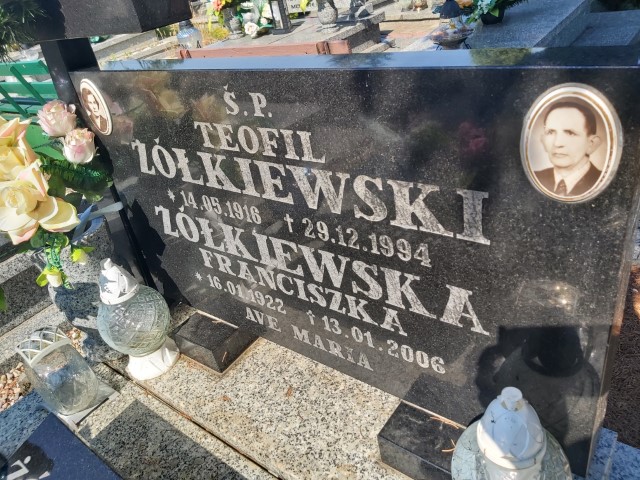 Ś.P.
TEOFIL
ŻÓŁKIEWSKI
* 14.05.1916 † 29.12.1994
ŻÓŁKIEWSKA
FRANCISZKA
* 16.01.1922 † 13.01.2006
AVE MARIA